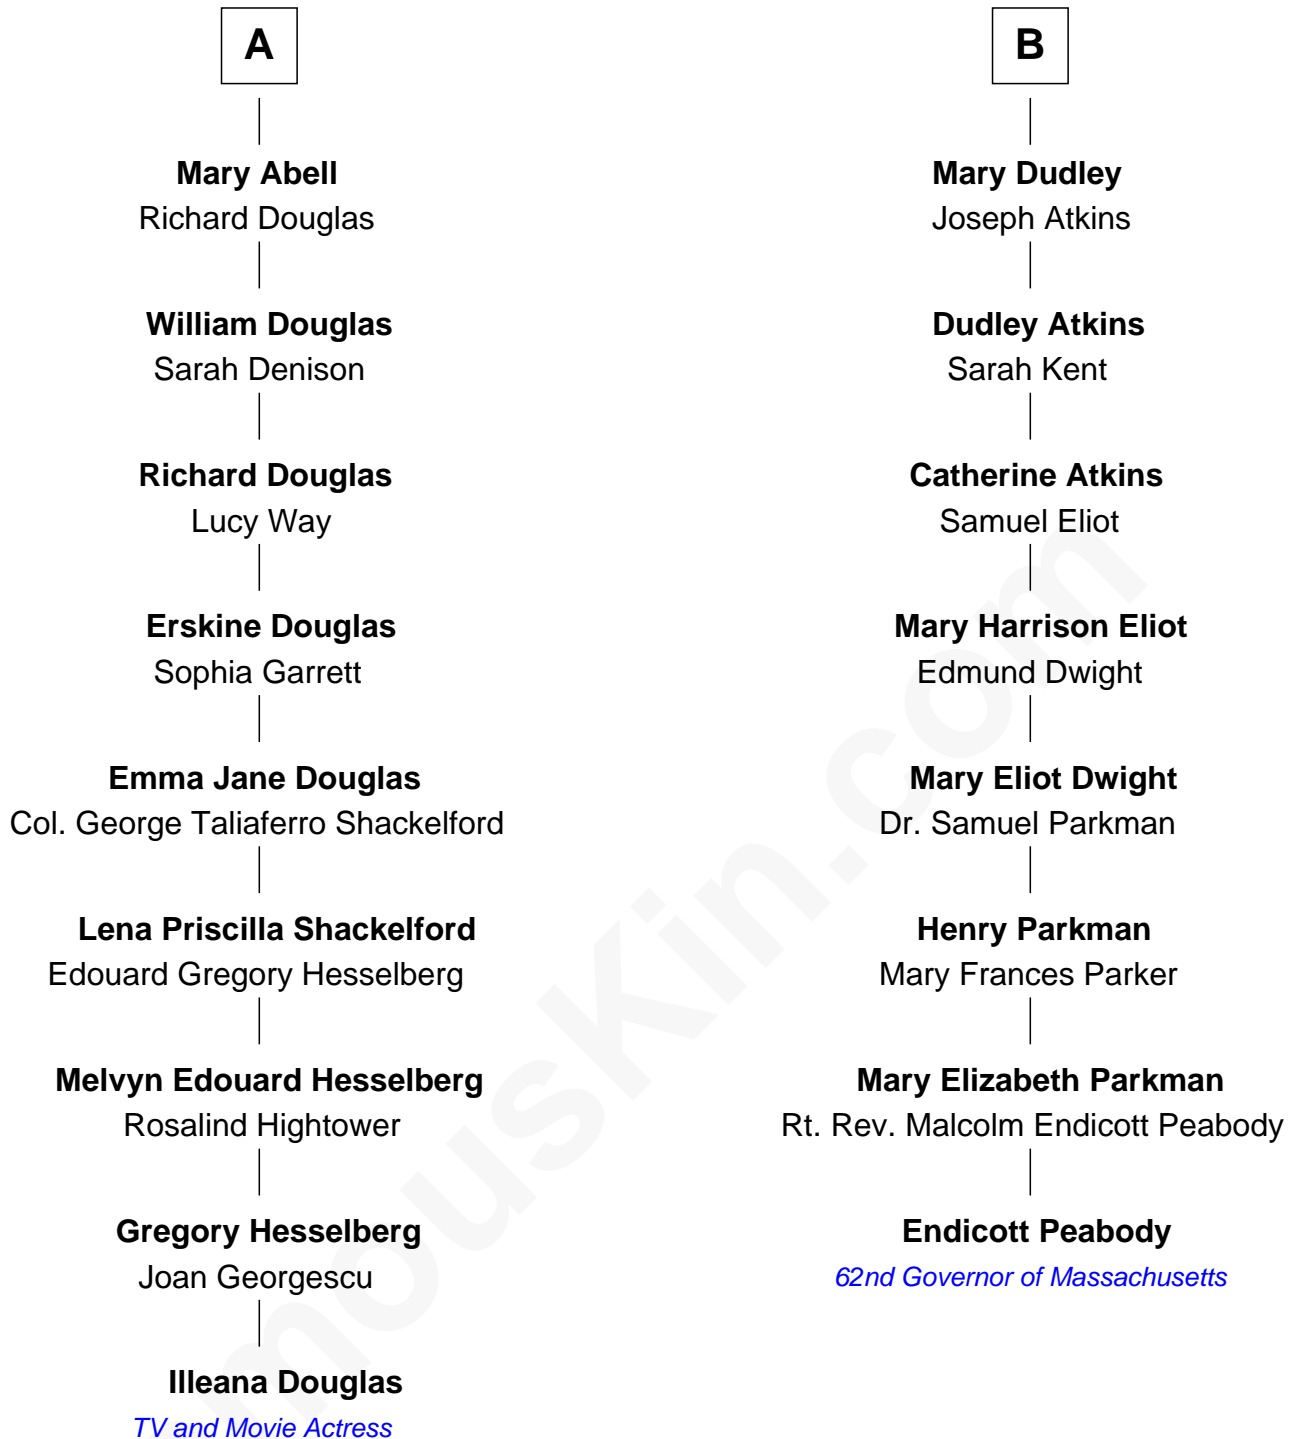 A
Mary Abell
Richard Douglas
William Douglas
Sarah Denison
Richard Douglas
Lucy Way
Erskine Douglas
Sophia Garrett
Emma Jane Douglas
Col. George Taliaferro Shackelford
Lena Priscilla Shackelford
Edouard Gregory Hesselberg
Melvyn Edouard Hesselberg
Rosalind Hightower
Gregory Hesselberg
Joan Georgescu
Illeana Douglas
TV and Movie Actress
B
Mary Dudley
Joseph Atkins
Dudley Atkins
Sarah Kent
Catherine Atkins
Samuel Eliot
Mary Harrison Eliot
Edmund Dwight
Mary Eliot Dwight
Dr. Samuel Parkman
Henry Parkman
Mary Frances Parker
Mary Elizabeth Parkman
Rt. Rev. Malcolm Endicott Peabody
Endicott Peabody
62nd Governor of Massachusetts
mousKin.com